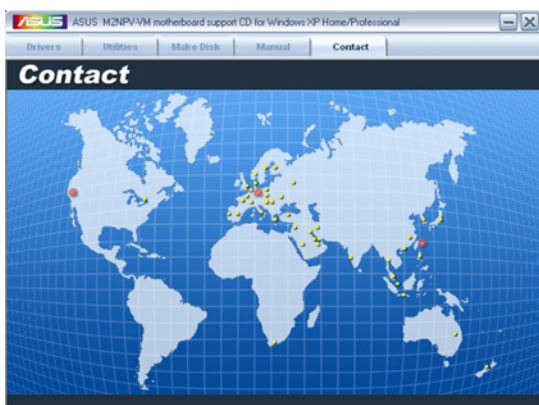 ASUS ASUS M2NPV-VM motherboard support CD for Windows XP Home/Professional
Drivers Utilities Make Disk Manual Contact
Contact